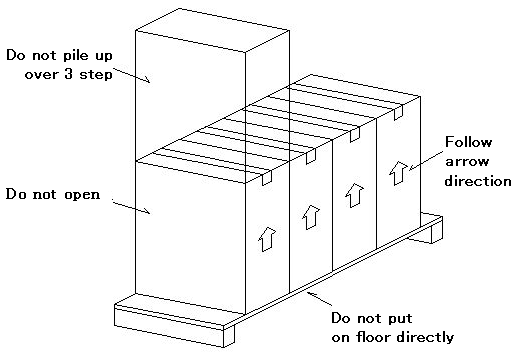 Do not pile up
over 3 step
Do not open
Follow
arrow
direction
Do not put
on floor directly